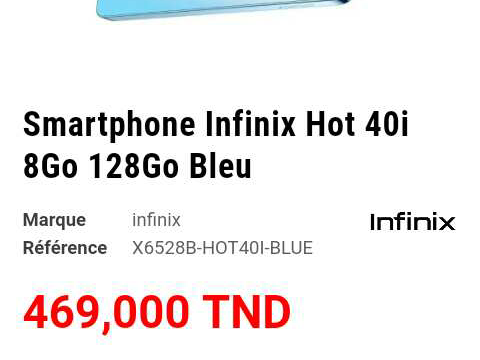 Smartphone Infinix Hot 40i
8Go 128Go Bleu
Marque infinix
Infinix
Référence X6528B-HOT40I-BLUE
469,000 TND